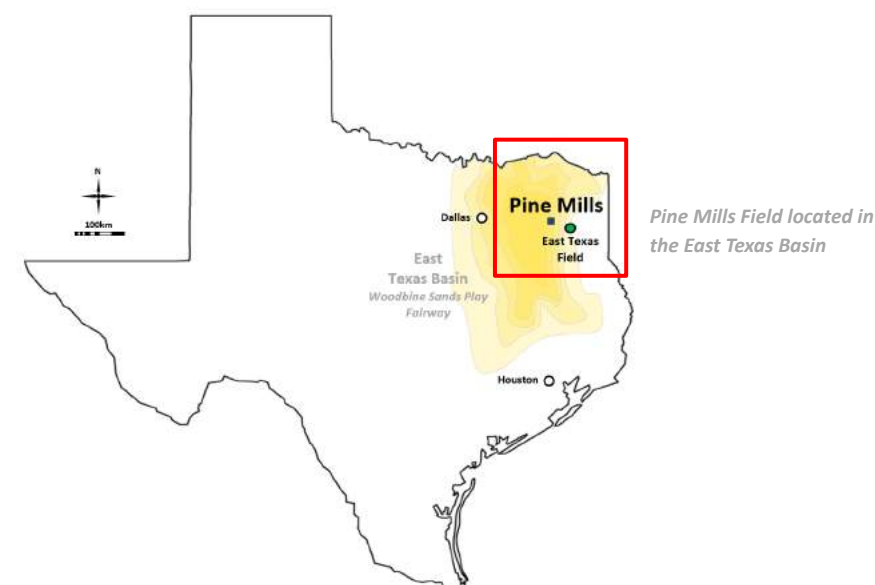 N
100km
Dallas
Pine Mills
East Texas
Field
East
Texas Basin
Woodbine Sands Play
Fairway
Houston
Pine Mills Field located in
the East Texas Basin